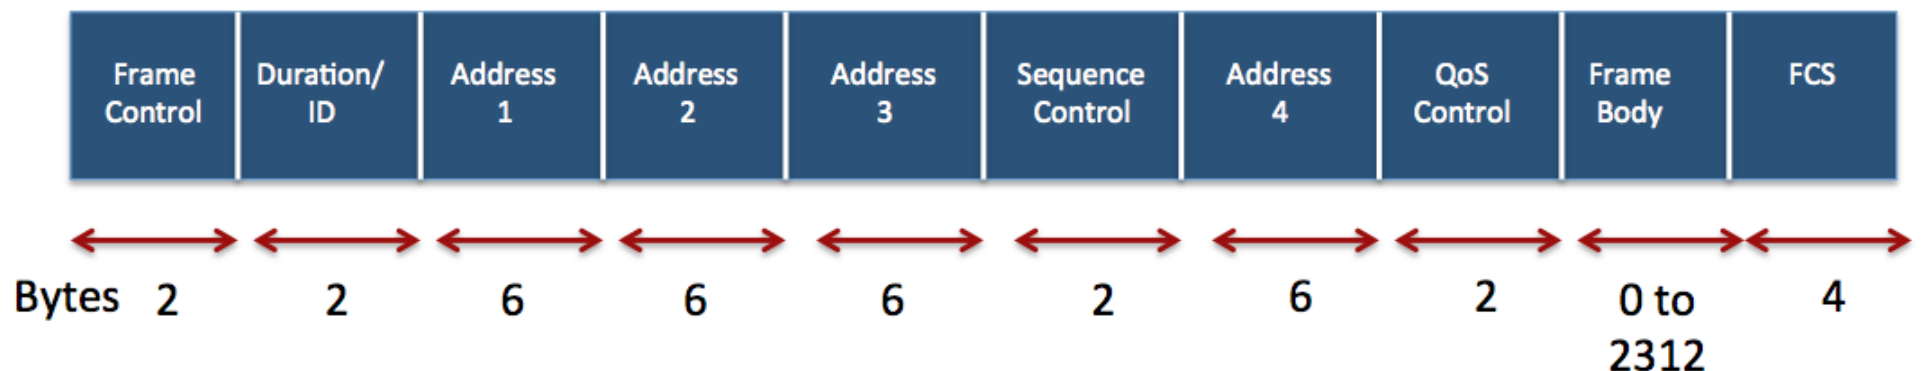 Frame Control
Duration/ ID
Address 1
Address 2
Address 3
Sequence Control
Address 4
QoS Control
Frame Body
FCS
Bytes 2 2 6 6 6 2 6 2 0 to 2312 4